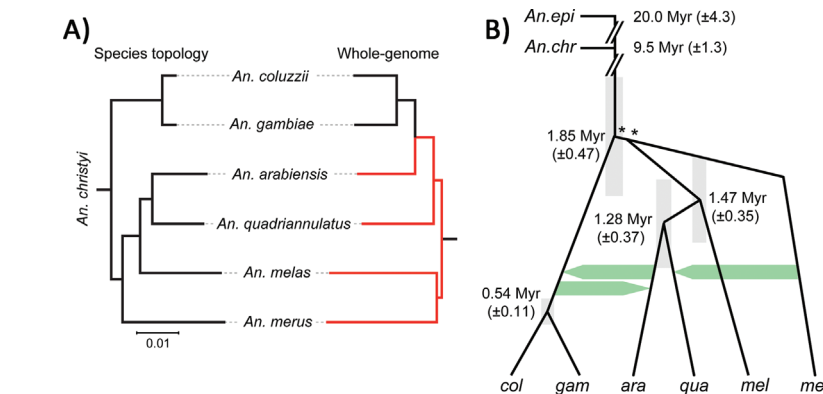 A)
Species topology
Whole-genome
An. coluzzii
An. gambiae
An. arabiensis
An. quadriannulatus
An. melas
An. merus
An. christyi
0.01
B)
An.epi
20.0 Myr (±4.3)
An.chr
9.5 Myr (±1.3)
* *
1.85 Myr
(±0.47)
1.47 Myr
(±0.35)
1.28 Myr
(±0.37)
0.54 Myr
(±0.11)
col gam ara qua mel me